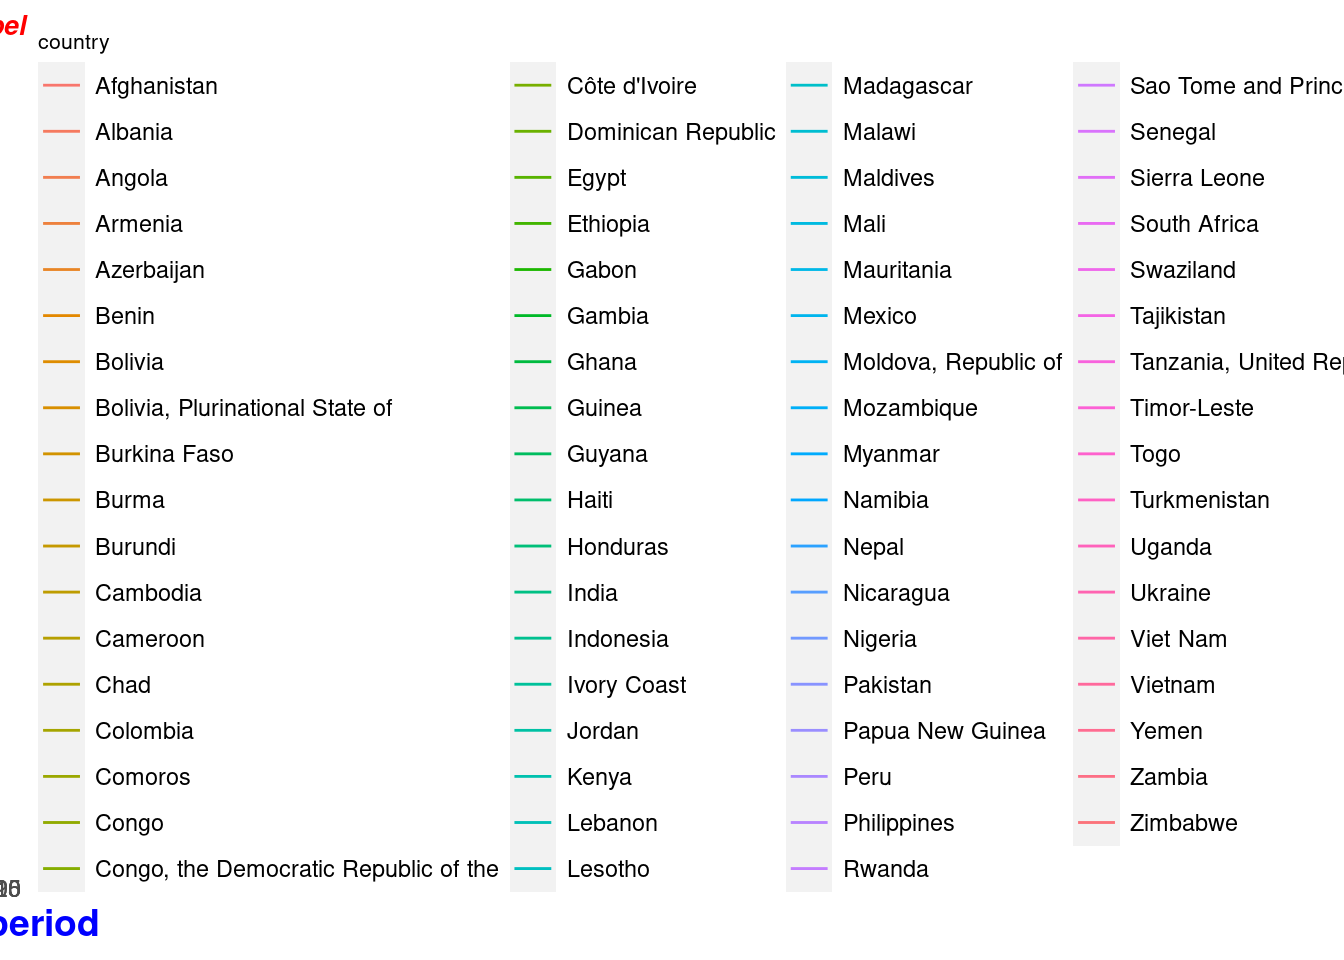 country
Afghanistan
Albania
Angola
Armenia
Azerbaijan
Benin
Bolivia
Bolivia, Plurinational State of
Burkina Faso
Burma
Burundi
Cambodia
Cameroon
Chad
Colombia
Comoros
Congo
Congo, the Democratic Republic of the
Côte d'Ivoire
Dominican Republic
Egypt
Ethiopia
Gabon
Gambia
Ghana
Guinea
Guyana
Haiti
Honduras
India
Indonesia
Ivory Coast
Jordan
Kenya
Lebanon
Lesotho
Madagascar
Malawi
Maldives
Mali
Mauritania
Mexico
Moldova, Republic of
Mozambique
Myanmar
Namibia
Nepal
Nicaragua
Nigeria
Pakistan
Papua New Guinea
Peru
Philippines
Rwanda
Sao Tome and Princ
Senegal
Sierra Leone
South Africa
Swaziland
Tajikistan
Tanzania, United Re
Timor-Leste
Togo
Turkmenistan
Uganda
Ukraine
Viet Nam
Vietnam
Yemen
Zambia
Zimbabwe
period